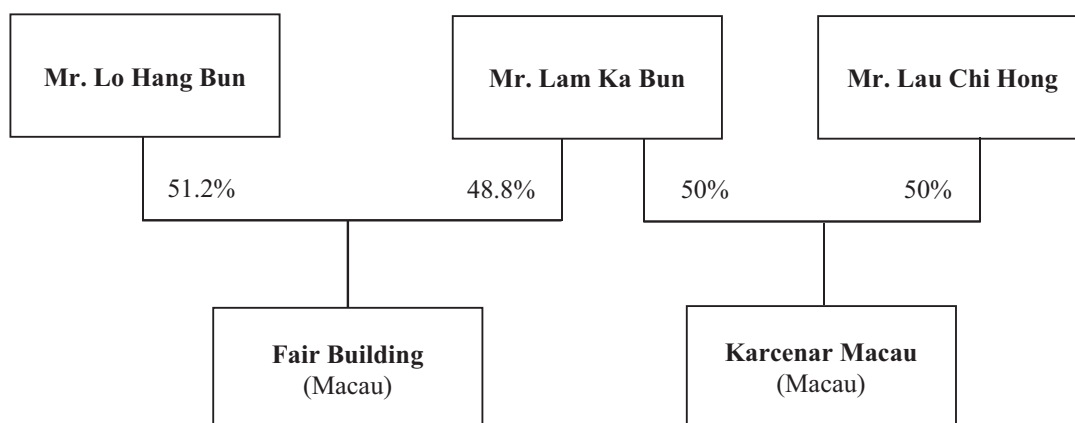 Mr. Lo Hang Bun
Mr. Lam Ka Bun
Mr. Lau Chi Hong
51.2%
48.8%
50%
50%
Fair Building
(Macau)
Karcenar Macau
(Macau)